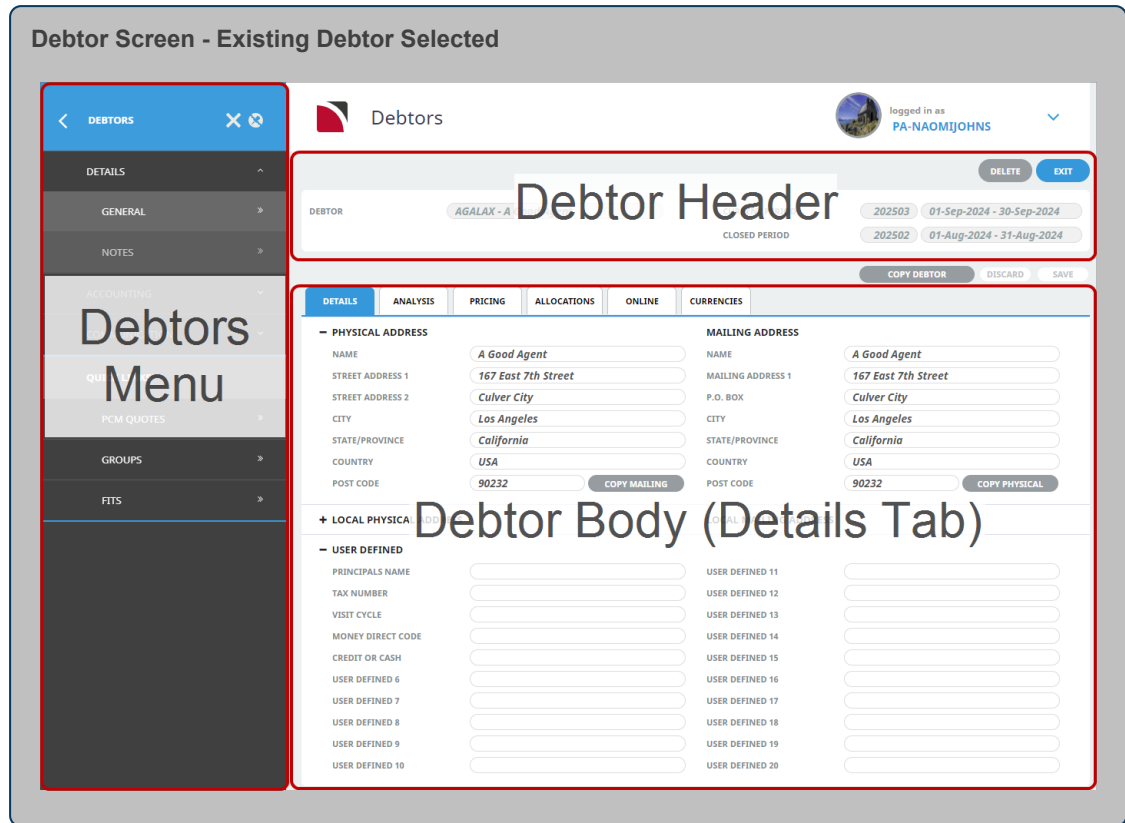 Debtor Screen - Existing Debtor Selected
DEBTORS
Debtors
logged in as
PA-NAOMIJOHNS
DETAILS
GENERAL
NOTES
ACCOUNTING
Debtors
Menu
PCM QUOTES
GROUPS
FITS
DELETE EXIT
Debtor Header
DEBTOR AGALAX - A 202503 01-Sep-2024 - 30-Sep-2024
CLOSED PERIOD 202502 01-Aug-2024 - 31-Aug-2024
COPY DEBTOR DISCARD SAVE
DETAILS ANALYSIS PRICING ALLOCATIONS ONLINE CURRENCIES
− PHYSICAL ADDRESS MAILING ADDRESS
NAME A Good Agent NAME A Good Agent
STREET ADDRESS 1 167 East 7th Street MAILING ADDRESS 1 167 East 7th Street
STREET ADDRESS 2 Culver City P.O. BOX Culver City
CITY Los Angeles CITY Los Angeles
STATE/PROVINCE California STATE/PROVINCE California
COUNTRY USA COUNTRY USA
POST CODE 90232 COPY MAILING POST CODE 90232 COPY PHYSICAL
+ LOCAL PHYSICAL
Debtor Body (Details Tab)
− USER DEFINED
PRINCIPALS NAME USER DEFINED 11
TAX NUMBER USER DEFINED 12
VISIT CYCLE USER DEFINED 13
MONEY DIRECT CODE USER DEFINED 14
CREDIT OR CASH USER DEFINED 15
USER DEFINED 6 USER DEFINED 16
USER DEFINED 7 USER DEFINED 17
USER DEFINED 8 USER DEFINED 18
USER DEFINED 9 USER DEFINED 19
USER DEFINED 10 USER DEFINED 20